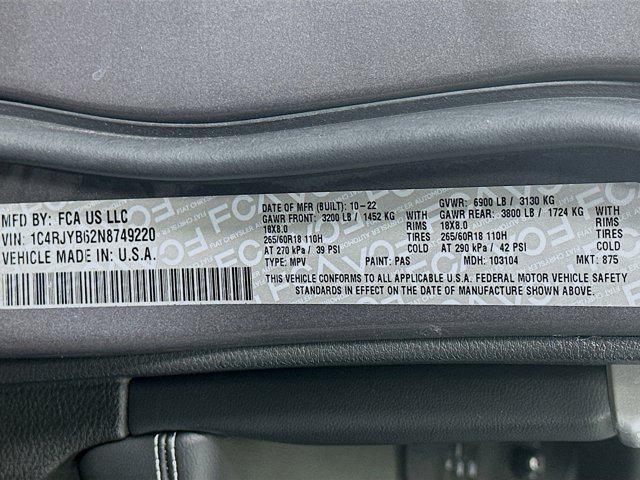 MFD BY: FCA US LLC
VIN: 1C4RJYB62N8749220
VEHICLE MADE IN: U.S.A.
DATE OF MFR (BUILT): 10-22 GVWR: 6900 LB / 3130 KG
GAWR FRONT: 3200 LB / 1452 KG WITH GAWR REAR: 3800 LB / 1724 KG WITH
18X8.0 RIMS 18X8.0 RIMS
265/60R18 110H TIRES 265/60R18 110H TIRES
AT 270 kPa / 39 PSI COLD AT 290 kPa / 42 PSI COLD
TYPE: MPV PAINT: PAS MDH: 103104 MKT: 875
THIS VEHICLE CONFORMS TO ALL APPLICABLE U.S.A. FEDERAL MOTOR VEHICLE SAFETY
STANDARDS IN EFFECT ON THE DATE OF MANUFACTURE SHOWN ABOVE.